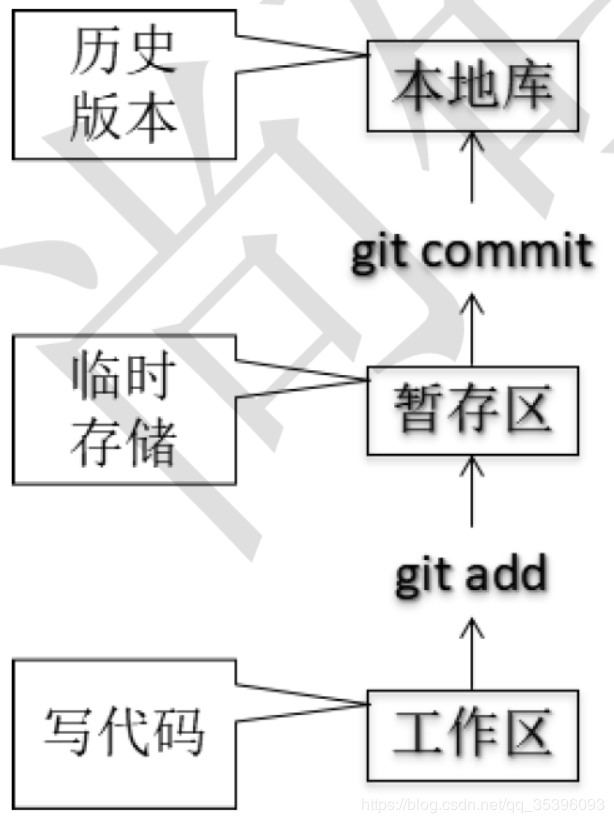 历史
版本
本地库
git commit
临时
存储
暂存区
git add
写代码
工作区
https://blog.csdn.net/qq_35396093